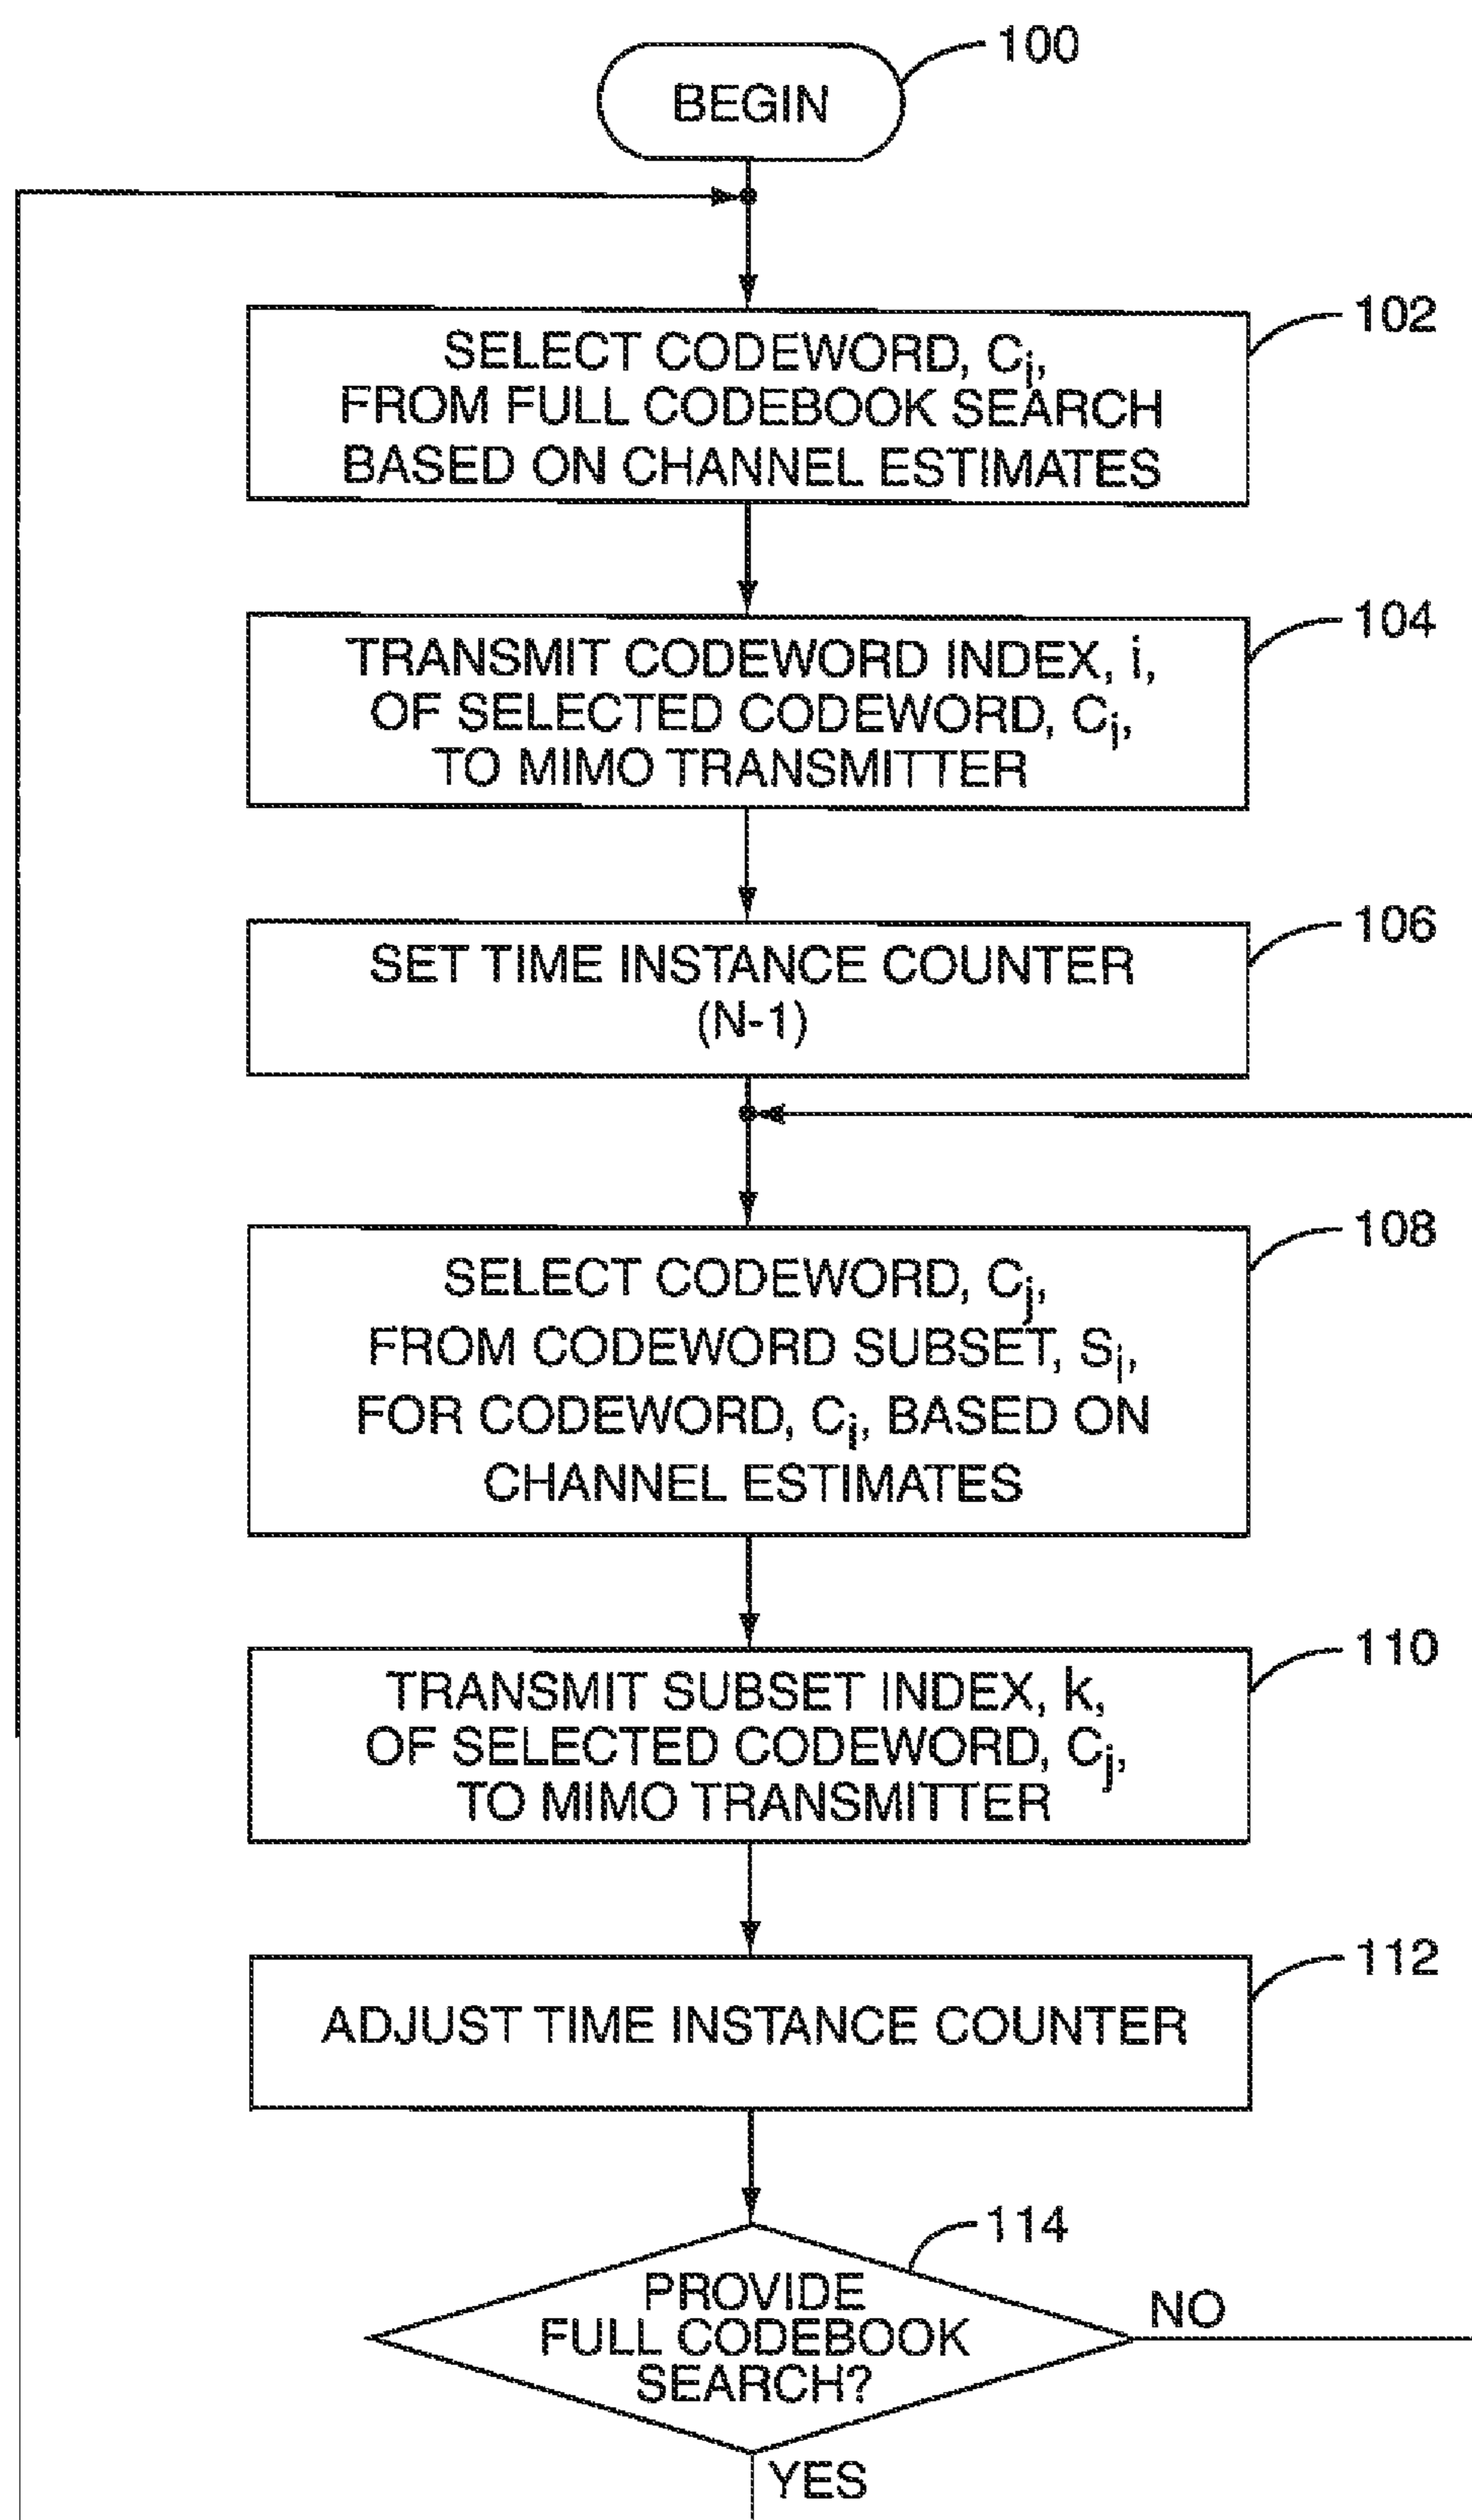 100
BEGIN
102
SELECT CODEWORD, Ci,
FROM FULL CODEBOOK SEARCH
BASED ON CHANNEL ESTIMATES
104
TRANSMIT CODEWORD INDEX, i,
OF SELECTED CODEWORD, Ci,
TO MIMO TRANSMITTER
106
SET TIME INSTANCE COUNTER
(N-1)
108
SELECT CODEWORD, Cj,
FROM CODEWORD SUBSET, Si,
FOR CODEWORD, Ci, BASED ON
CHANNEL ESTIMATES
110
TRANSMIT SUBSET INDEX, k,
OF SELECTED CODEWORD, Cj,
TO MIMO TRANSMITTER
112
ADJUST TIME INSTANCE COUNTER
114
PROVIDE
FULL CODEBOOK
SEARCH?
NO
YES